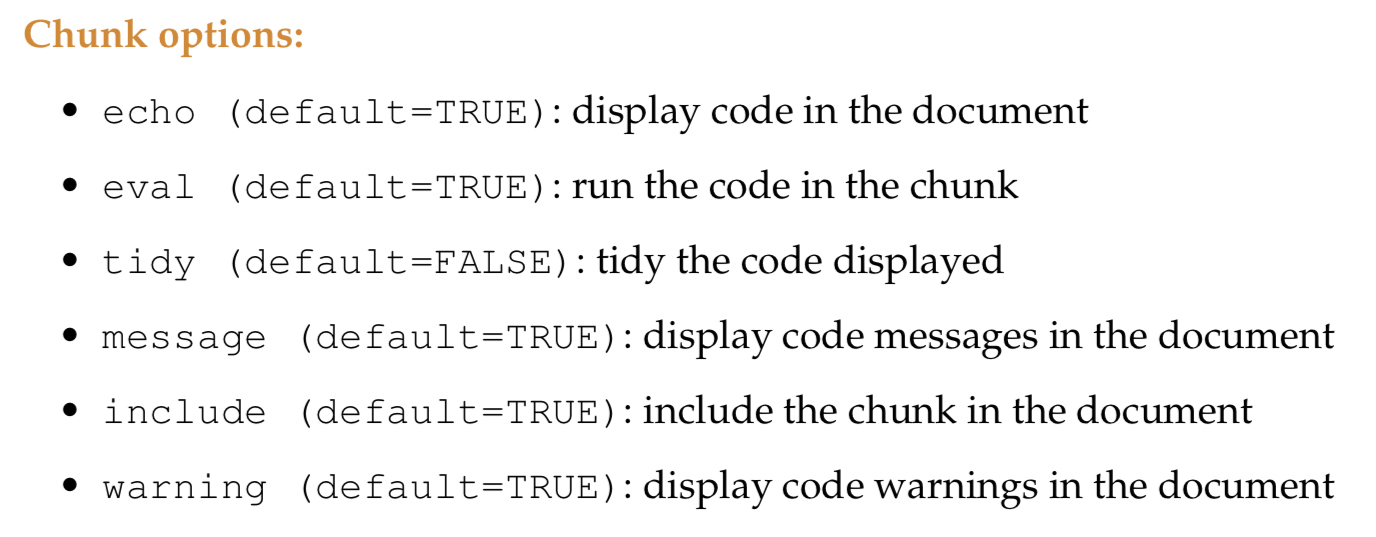 Chunk options:
• echo (default=TRUE): display code in the document
• eval (default=TRUE): run the code in the chunk
• tidy (default=FALSE): tidy the code displayed
• message (default=TRUE): display code messages in the document
• include (default=TRUE): include the chunk in the document
• warning (default=TRUE): display code warnings in the document